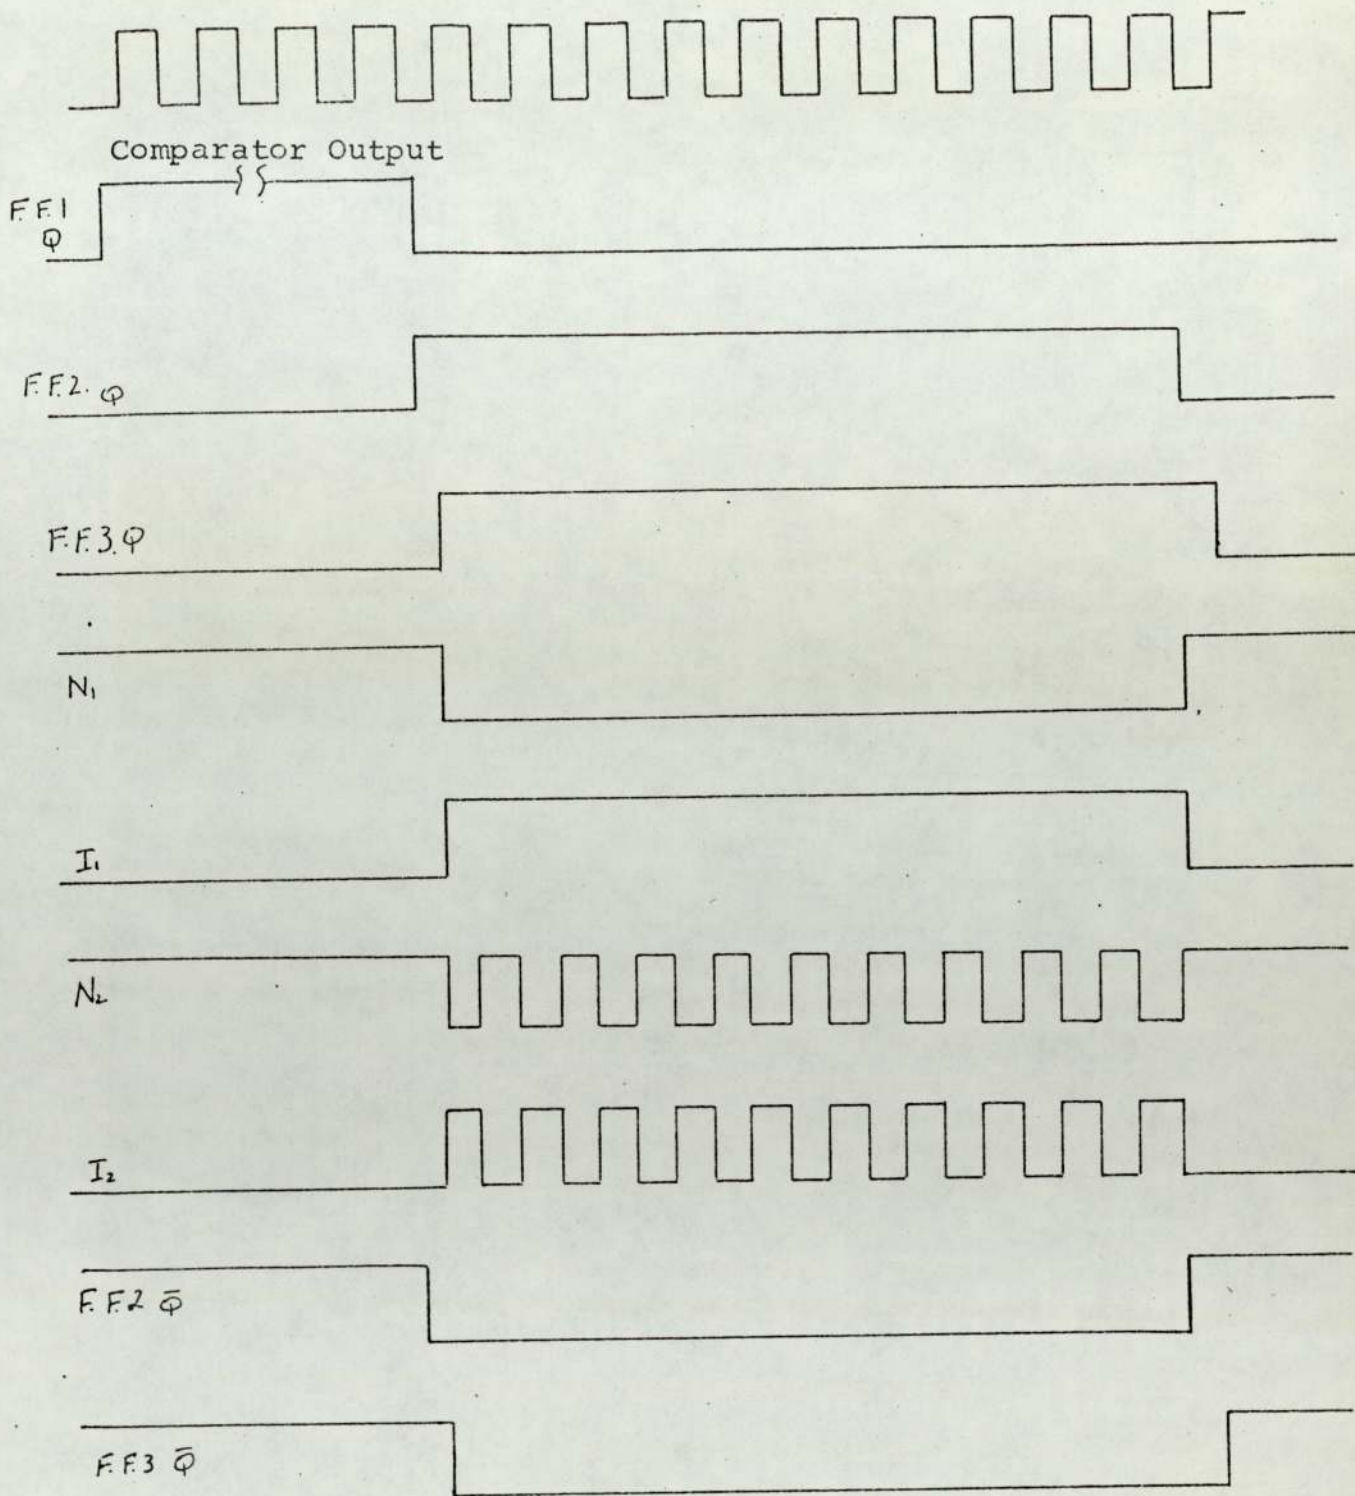 Comparator Output
F.F.1
Q
F.F.2. Q
F.F.3. Q
N₁
I₁
N₂
I₂
F.F.2 Q̄
F.F.3 Q̄